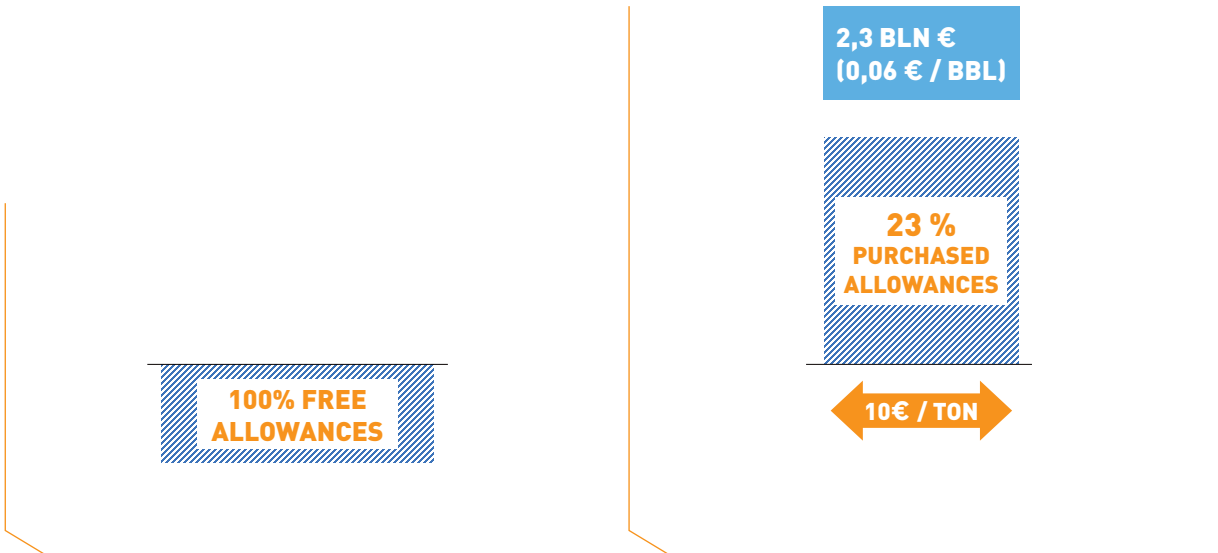 100% FREE
ALLOWANCES
2,3 BLN €
(0,06 € / BBL)
23 %
PURCHASED
ALLOWANCES
10€ / TON